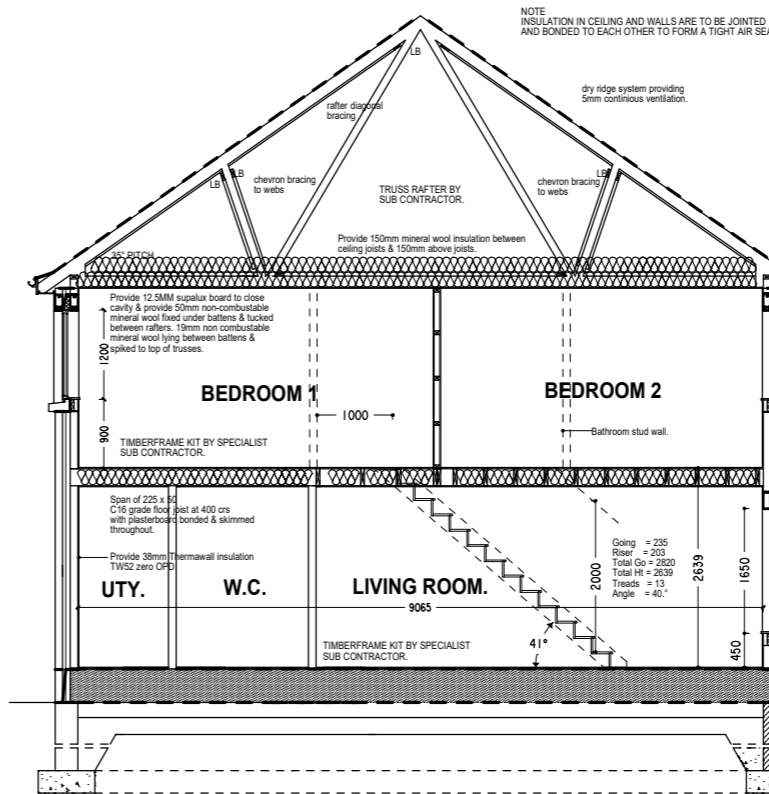 NOTE
INSULATION IN CEILING AND WALLS ARE TO BE JOINTED
AND BONDED TO EACH OTHER TO FORM A TIGHT AIR
LB
rafter diagonal
bracing
dry ridge system providing
5mm continious ventilation.
LB
LB
chevron bracing
to webs
TRUSS RAFTER BY
SUB CONTRACTOR.
chevron bracing
to webs
Provide 150mm mineral wool insulation between
ceiling joists & 150mm above joists.
35° PITCH
Provide 12.5MM supalux board to close
cavity & provide 50mm non-combustable
mineral wool fixed under battens & tucked
between rafters. 19mm non combustable
mineral wool lying between battens &
spiked to top of trusses.
1200
BEDROOM 1
BEDROOM 2
1000
900
TIMBERFRAME KIT BY SPECIALIST
SUB CONTRACTOR.
Bathroom stud wall.
Span of 225 x 50
C16 grade floor joist at 400 crs
with plasterboard bonded & skimmed
throughout.
Provide 38mm Thermawall insulation
TW52 zero OPD
Going = 235
Riser = 203
Total Go = 2820
Total Ht = 2639
Treads = 13
Angle = 40.°
2000
2639
1650
UTY.
W.C.
LIVING ROOM.
9065
TIMBERFRAME KIT BY SPECIALIST
SUB CONTRACTOR.
41°
450